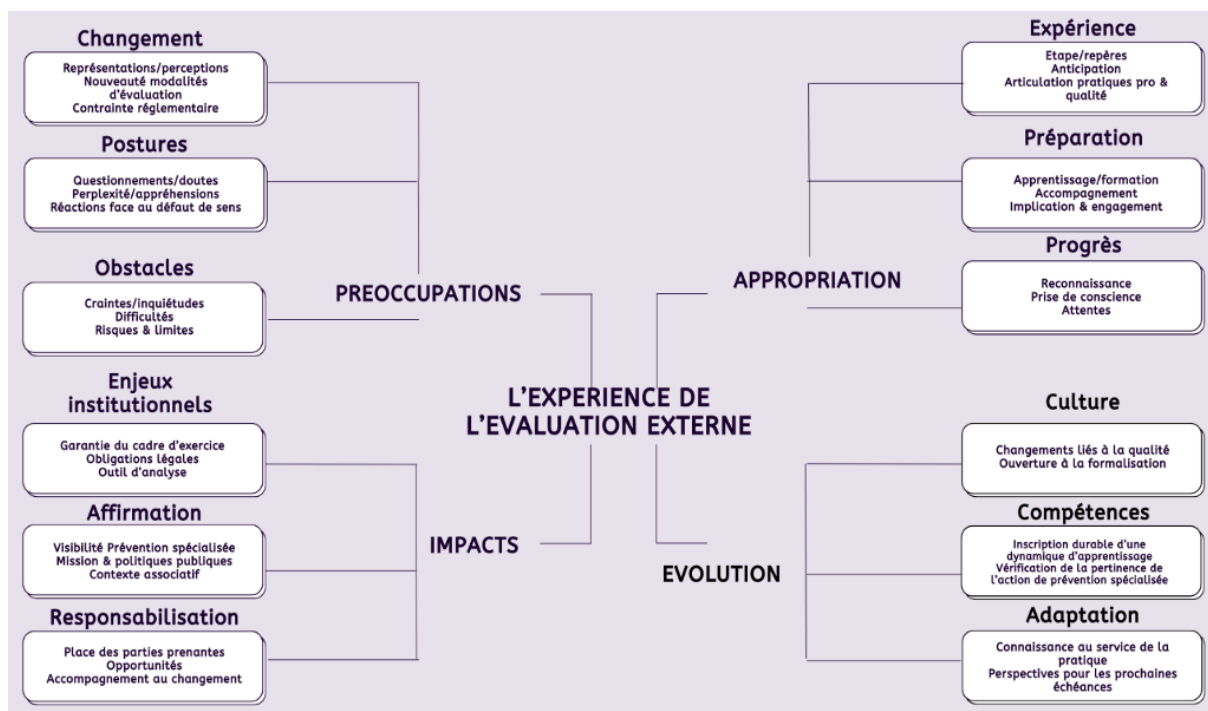 Changement
Représentations/perceptions
Nouveauté modalités
d'évaluation
Contrainte réglementaire
Postures
Questionnements/doutes
Perplexité/appréhensions
Réactions face au défaut de sens
Obstacles
Craintes/inquiétudes
Difficultés
Risques & limites
PREOCCUPATIONS
Expérience
Etape/repères
Anticipation
Articulation pratiques pro &
qualité
Préparation
Apprentissage/formation
Accompagnement
Implication & engagement
Progrès
Reconnaissance
Prise de conscience
Attentes
APPROPRIATION
L'EXPERIENCE DE
L'EVALUATION EXTERNE
Enjeux
institutionnels
Garantie du cadre d'exercice
Obligations légales
Outil d'analyse
Affirmation
Visibilité Prévention spécialisée
Mission & politiques publiques
Contexte associatif
Responsabilisation
Place des parties prenantes
Opportunités
Accompagnement au changement
IMPACTS
Culture
Changements liés à la qualité
Ouverture à la formalisation
Compétences
Inscription durable d'une
dynamique d'apprentissage
Vérification de la pertinence de
l'action de prévention spécialisée
Adaptation
Connaissance au service de la
pratique
Perspectives pour les prochaines
échéances
EVOLUTION